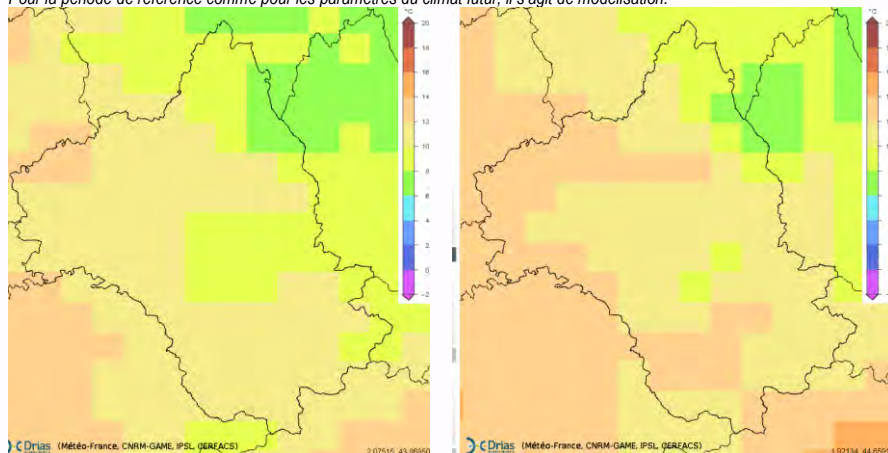 Pour la période de référence comme pour les paramètres du climat futur, il s'agit de modélisation.
°C
20
18
16
14
12
10
8
6
4
2
0
-2
Drias (Météo-France, CNRM-GAME, IPSL, CERFACS)
°C
Drias (Météo-France, CNRM-GAME, IPSL, CERFACS)